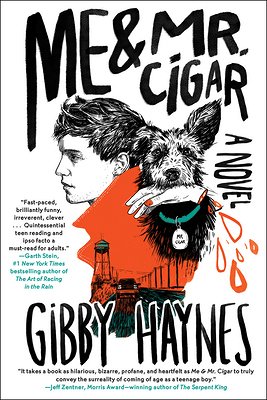 ME & MR.
CIGAR
A NOVEL
"Fast-paced,
brilliantly funny,
irreverent, clever
. . . Quintessential
teen reading and
ipso facto a
must-read for adults."
—Garth Stein,
#1 New York Times
bestselling author of
The Art of Racing
in the Rain
MR.
CIGAR
GIBBY HAYNES
"It takes a book as hilarious, bizarre, profane, and heartfelt as Me & Mr. Cigar to truly
convey the surreality of coming of age as a teenage boy."
—Jeff Zentner, Morris Award—winning author of The Serpent King